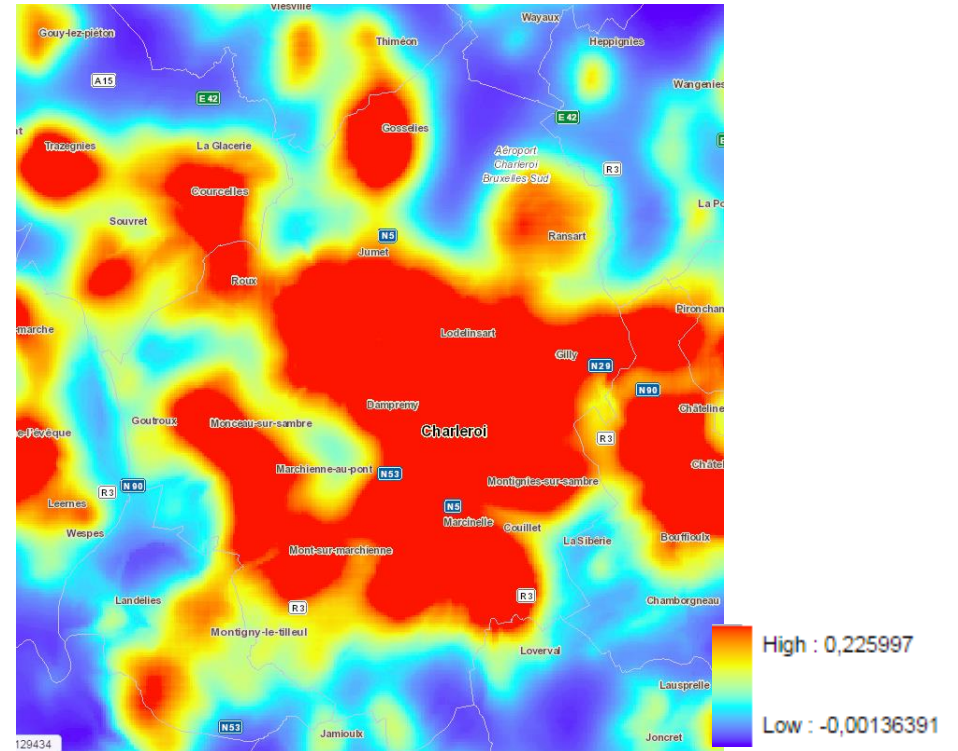 Viesville
Wayaux
Gouy-lez-piéton
Thiméon
Heppignies
A15
Wangenies
E 42
E 42
Gosselies
Trazegnies
La Glacerie
Aéroport
Charleroi
Bruxelles Sud
R3
Courcelles
La Po
Souvret
N5
Ransart
Jumet
Roux
Pironchan
-marche
Lodelinsart
Gilly
N29
N90
Dampremy
Châteline
Goutroux
Monceau-sur-sambre
Charleroi
e-l'évêque
R3
Marchienne-au-pont
N53
Châtel
R3
N90
Montignies-sur-sambre
Leernes
N5
Marcinelle
Couillet
Wespes
La Sibérie
Bouffioulx
Mont-sur-marchienne
R3
Landelies
R3
Chamborgneau
Montigny-le-tilleul
High : 0,225997
Loverval
Lausprelle
N53
Low : -0,00136391
Jamioulx
Joncret
129434